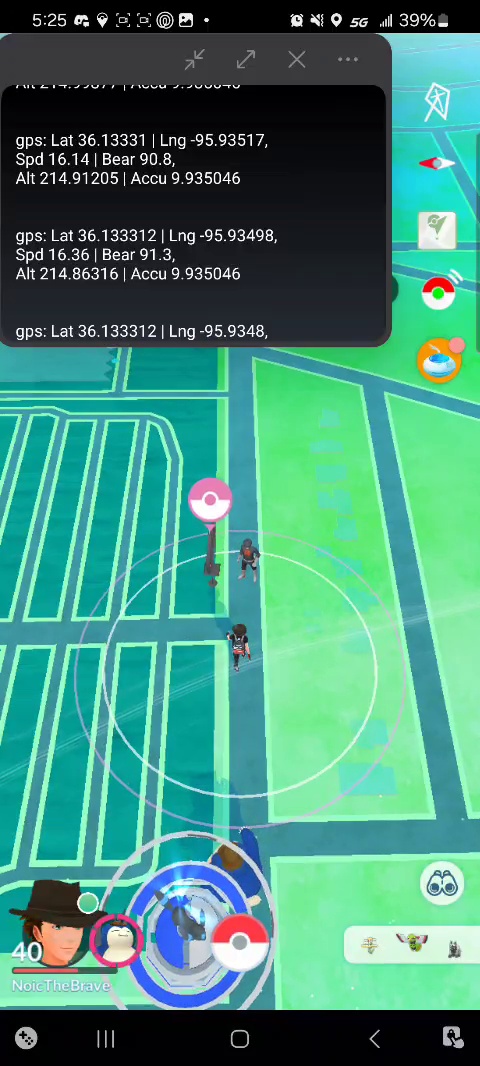 5:25
5G
39%
Alt 214.99877 | Accu 9.935046
gps: Lat 36.13331 | Lng -95.93517,
Spd 16.14 | Bear 90.8,
Alt 214.91205 | Accu 9.935046
gps: Lat 36.133312 | Lng -95.93498,
Spd 16.36 | Bear 91.3,
Alt 214.86316 | Accu 9.935046
gps: Lat 36.133312 | Lng -95.9348,
40
NoicTheBrave